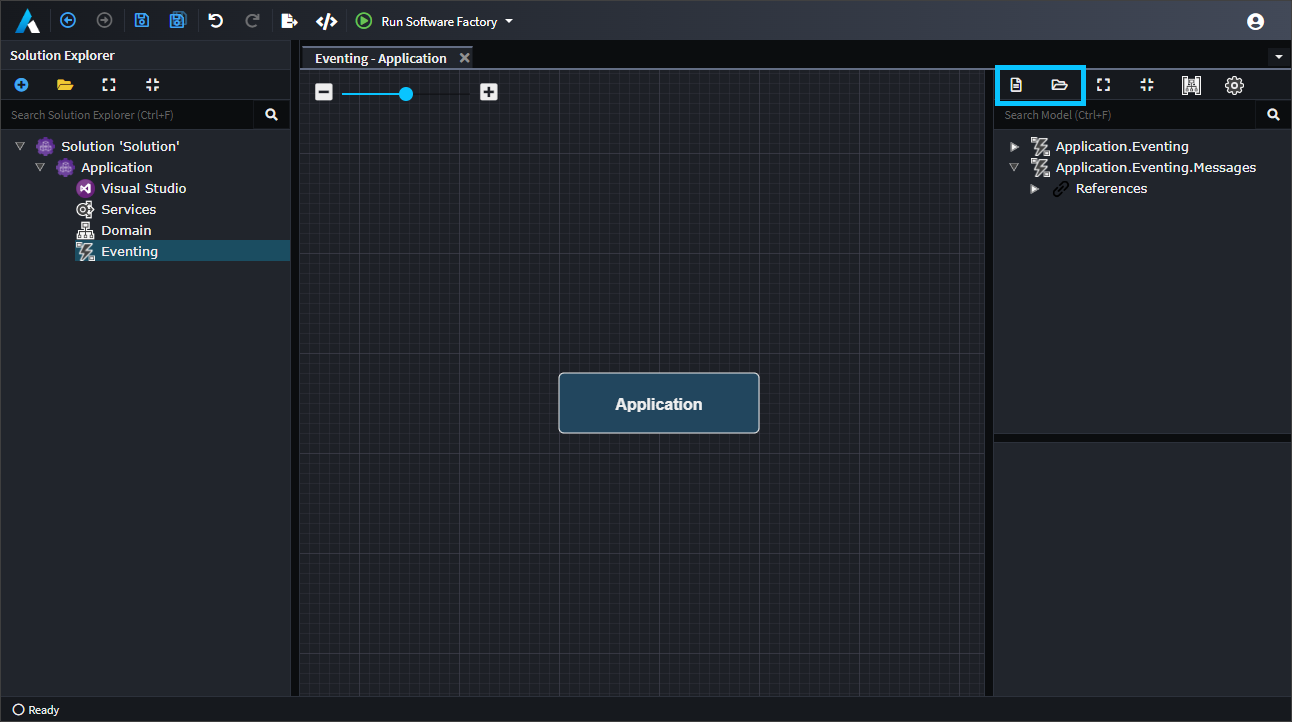 Run Software Factory
Solution Explorer
Search Solution Explorer (Ctrl+F)
Solution 'Solution'
Application
Visual Studio
Services
Domain
Eventing
Eventing - Application
Application
Search Model (Ctrl+F)
Application.Eventing
Application.Eventing.Messages
References
Ready